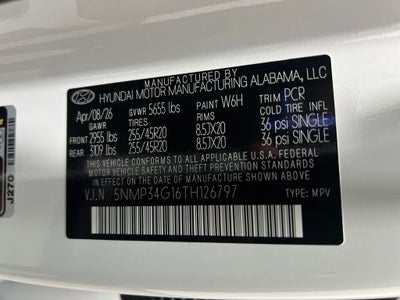 HYUNDAI MOTOR MANUFACTURING ALABAMA, LLC
Apr/08/26 GVWR 5655 lbs PAINT W6H TRIM PCR
GAWR TIRES RIMS COLD TIRE INFL
FRONT 2955 lbs 255/45R20 8.5JX20 36 psi SINGLE
REAR 3109 lbs 255/45R20 8.5JX20 36 psi SINGLE
THIS VEHICLE CONFORMS TO ALL APPLICABLE U.S.A. FEDERAL
MOTOR VEHICLE SAFETY AND THEFT PREVENTION STANDARDS
IN EFFECT ON THE DATE OF MANUFACTURE SHOWN ABOVE.
V.I.N 5NMP34G16TH126797 TYPE: MPV
J270